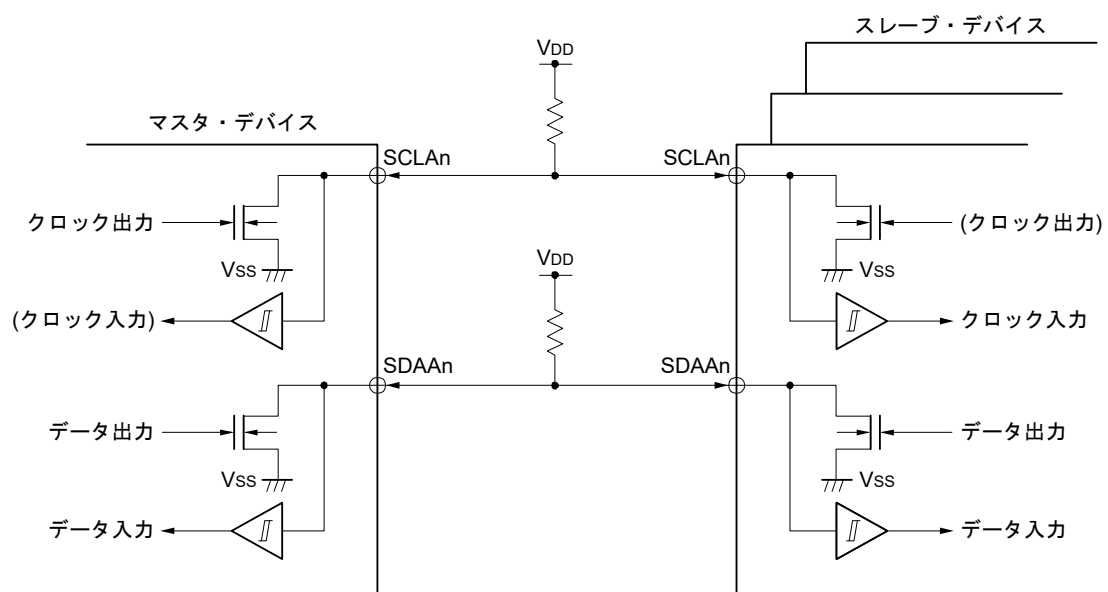 スレーブ・デバイス
VDD
マスタ・デバイス
SCLAn
SCLAn
クロック出力
(クロック出力)
VSS
VSS
VDD
(クロック入力)
クロック入力
SDAAn
SDAAn
データ出力
データ出力
VSS
VSS
データ入力
データ入力